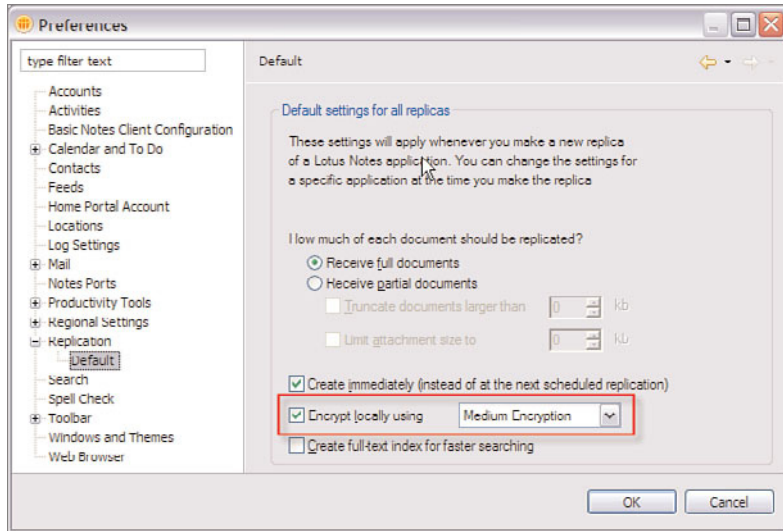 Preferences
type filter text
Accounts
Activities
Basic Notes Client Configuration
Calendar and To Do
Contacts
Feeds
Home Portal Account
Locations
Log Settings
Mail
Notes Ports
Productivity Tools
Regional Settings
Replication
Default
Search
Spell Check
Toolbar
Windows and Themes
Web Browser
Default
Default settings for all replicas
These settings will apply whenever you make a new replica
of a Lotus Notes application. You can change the settings for
a specific application at the time you make the replica
How much of each document should be replicated?
Receive full documents
Receive partial documents
Truncate documents larger than 0 kb
Limit attachment size to 0 kb
Create immediately (instead of at the next scheduled replication)
Encrypt locally using Medium Encryption
Create full-text index for faster searching
OK Cancel